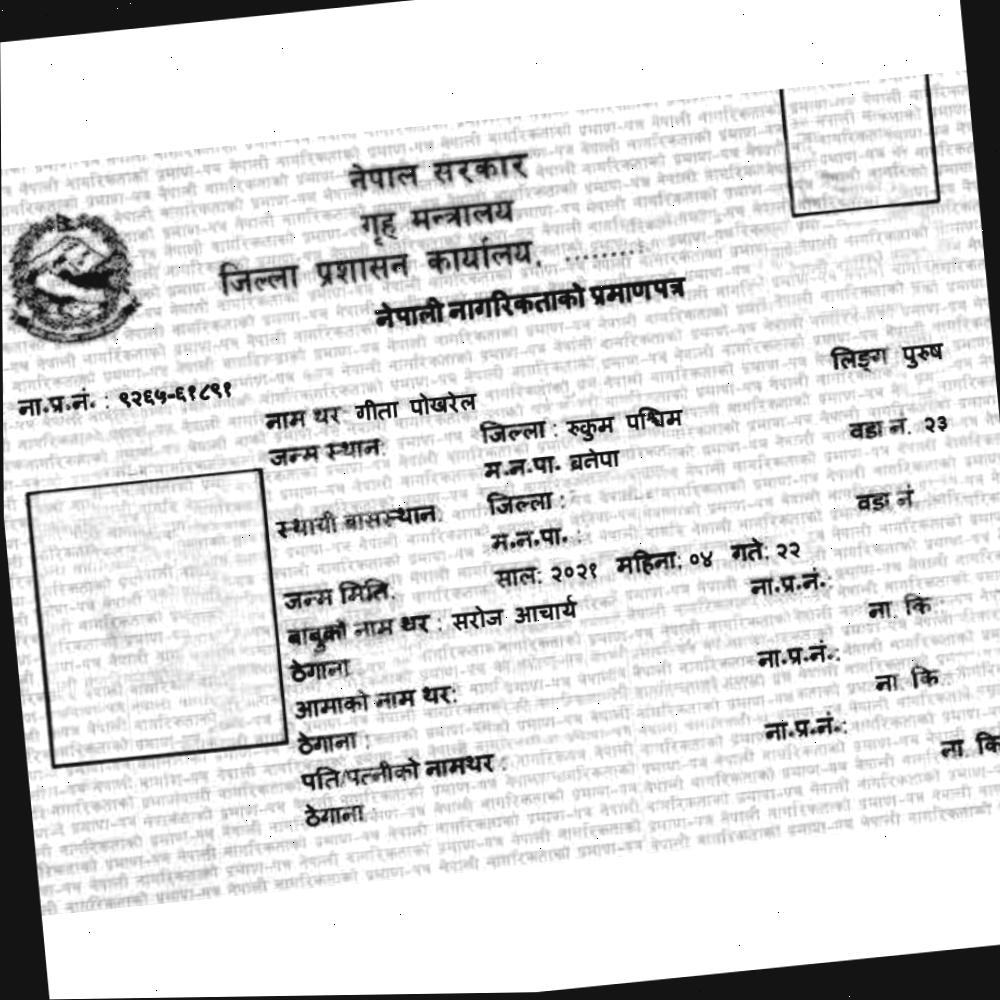 नेपाल सरकार
गृह मन्त्रालय
जिल्ला प्रशासन कार्यालय, .........
नेपाली नागरिकताको प्रमाणपत्र
लिङ्ग पुरुष
ना.प्र.नं. : ९२६५-६१८९१
नाम थर गीता पोखरेल
जन्म स्थान: जिल्ला : रुकुम पश्चिम
म.न.पा. ब्रतेपा वडा नं. २३
स्थायी बासस्थान: जिल्ला :
म.न.पा. : वडा नं
जन्म मिति: साल: २०२१ महिना: ०४ गते: २२
बाबुको नाम थर : सरोज आचार्य ना.प्र.नं.:
ठेगाना ना. कि :
आमाको नाम थर: ना.प्र.नं.:
ठेगाना : ना. कि :
पति/पत्नीको नामथर : ना.प्र.नं.:
ठेगाना ना. कि